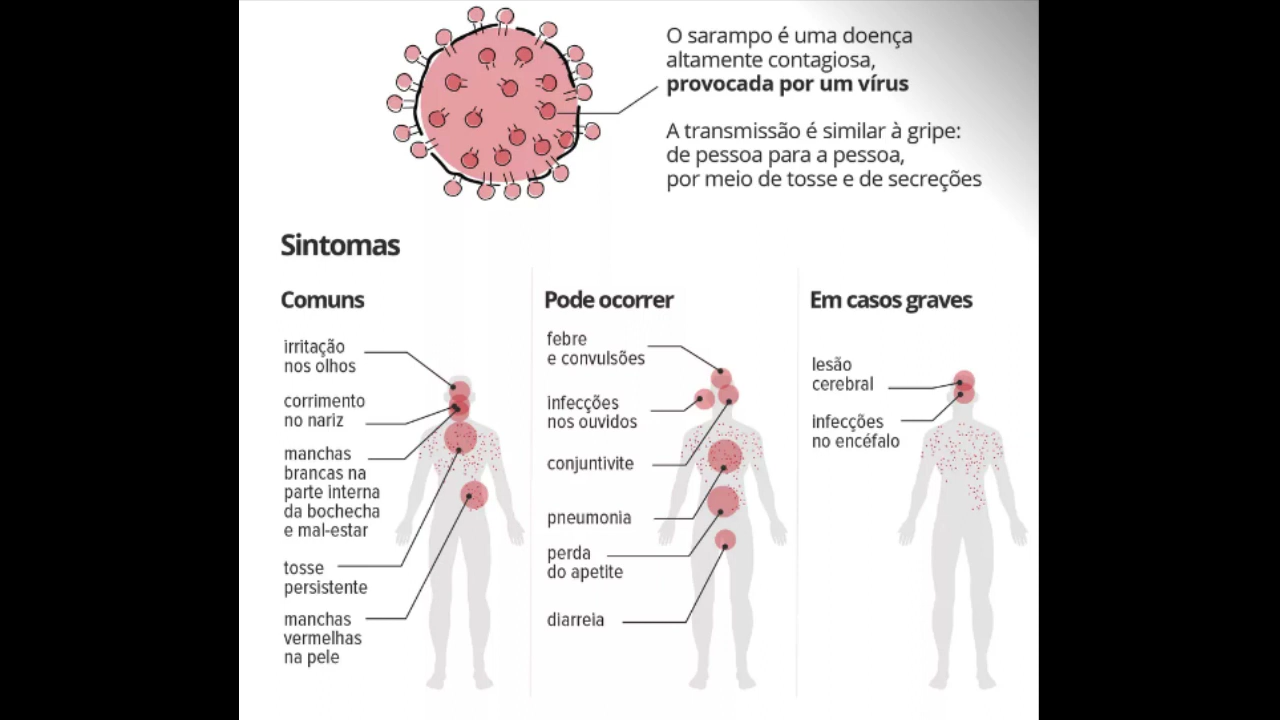 O sarampo é uma doença
altamente contagiosa,
provocada por um vírus
A transmissão é similar à gripe:
de pessoa para a pessoa,
por meio de tosse e de secreções
Sintomas
Comuns
irritação
nos olhos
corrimento
no nariz
manchas
brancas na
parte interna
da bochecha
e mal-estar
tosse
persistente
manchas
vermelhas
na pele
Pode ocorrer
febre
e convulsões
infecções
nos ouvidos
conjuntivite
pneumonia
perda
do apetite
diarreia
Em casos graves
lesão
cerebral
infecções
no encéfalo